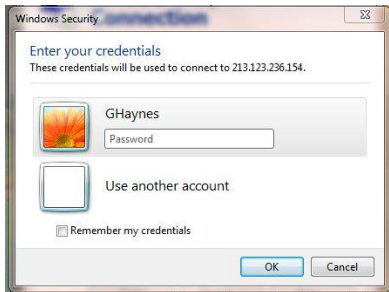 Windows Security
Connection
Enter your credentials
These credentials will be used to connect to 213.123.236.154.
GHaynes
Password
Use another account
Remember my credentials
OK
Cancel